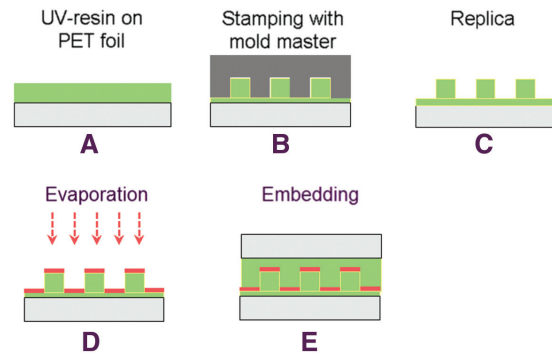 UV-resin on
PET foil
A
Stamping with
mold master
B
Replica
C
Evaporation
D
Embedding
E